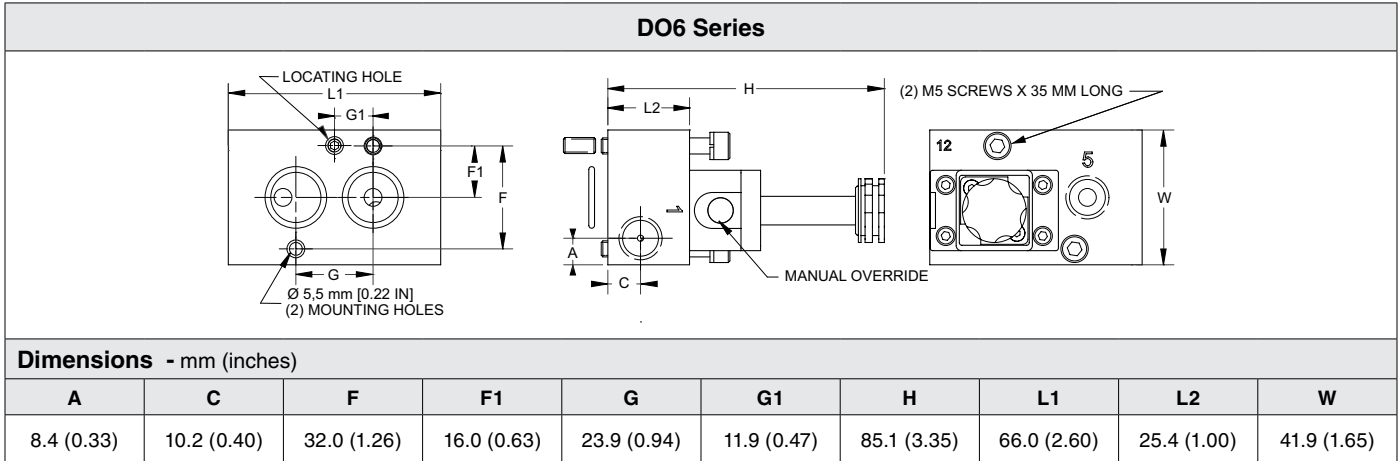 DO6 Series
LOCATING HOLE
L1
G1
F1
F
G
Ø 5,5 mm [0.22 IN]
(2) MOUNTING HOLES
H
L2
1
A
C
MANUAL OVERRIDE
(2) M5 SCREWS X 35 MM LONG
12
5
W
Dimensions - mm (inches)
A C F F1 G G1 H L1 L2 W
8.4 (0.33) 10.2 (0.40) 32.0 (1.26) 16.0 (0.63) 23.9 (0.94) 11.9 (0.47) 85.1 (3.35) 66.0 (2.60) 25.4 (1.00) 41.9 (1.65)